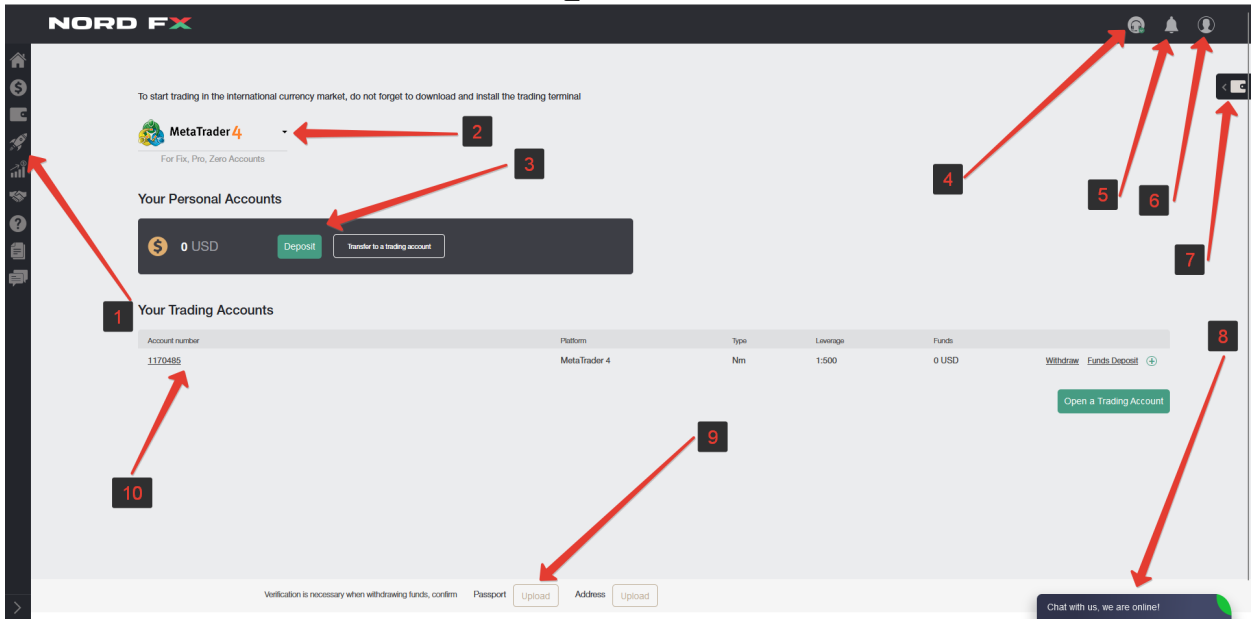 NORD FX
To start trading in the international currency market, do not forget to download and install the trading terminal
MetaTrader 4
2
For Fix, Pro, Zero Accounts
3
4
5
6
Your Personal Accounts
0 USD
Deposit
Transfer to a trading account
7
1
Your Trading Accounts
8
Account number Platform Type Leverage Funds
1170485 MetaTrader 4 Nm 1:500 0 USD Withdraw Funds Deposit
Open a Trading Account
9
10
Verification is necessary when withdrawing funds, confirm Passport Upload Address Upload
Chat with us, we are online!